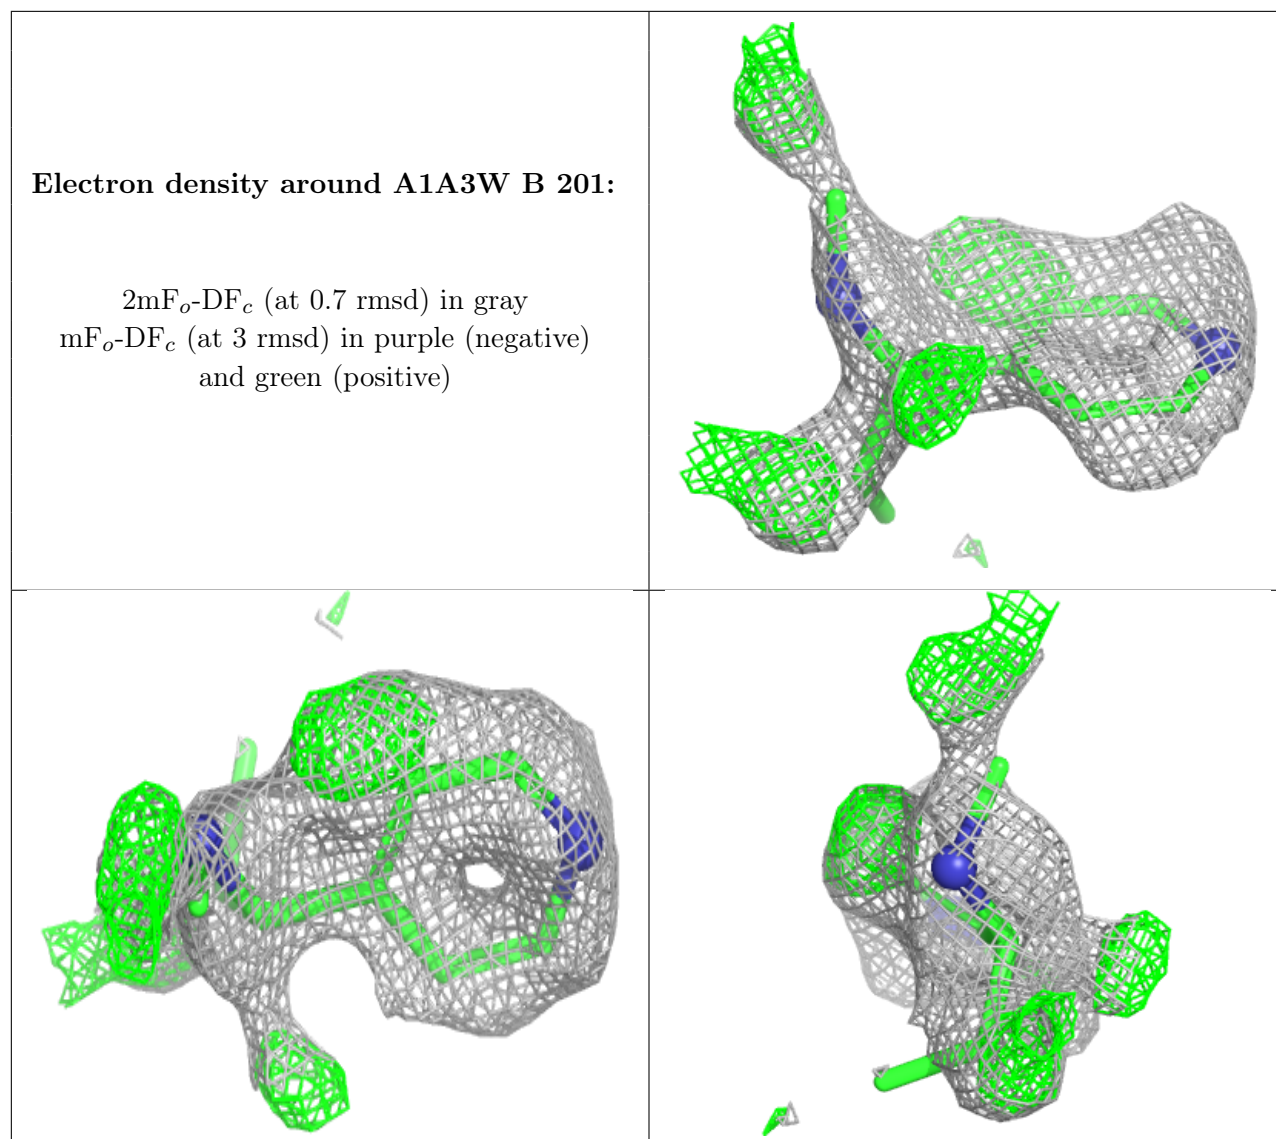 Electron density around A1A3W B 201:
2mFo-DFc (at 0.7 rmsd) in gray
mFo-DFc (at 3 rmsd) in purple (negative)
and green (positive)